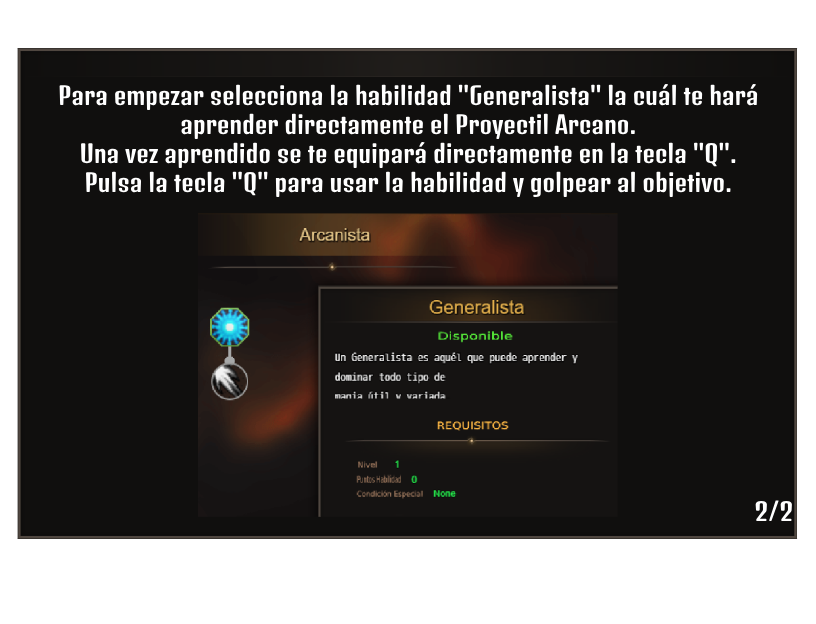 Para empezar selecciona la habilidad "Generalista" la cuál te hará
aprender directamente el Proyectil Arcano.
Una vez aprendido se te equipará directamente en la tecla "Q".
Pulsa la tecla "Q" para usar la habilidad y golpear al objetivo.
Arcanista
Generalista
Disponible
Un Generalista es aquél que puede aprender y
dominar todo tipo de
magia útil y variada
REQUISITOS
Nivel 1
Puntos Habilidad 0
Condición Especial None
2/2